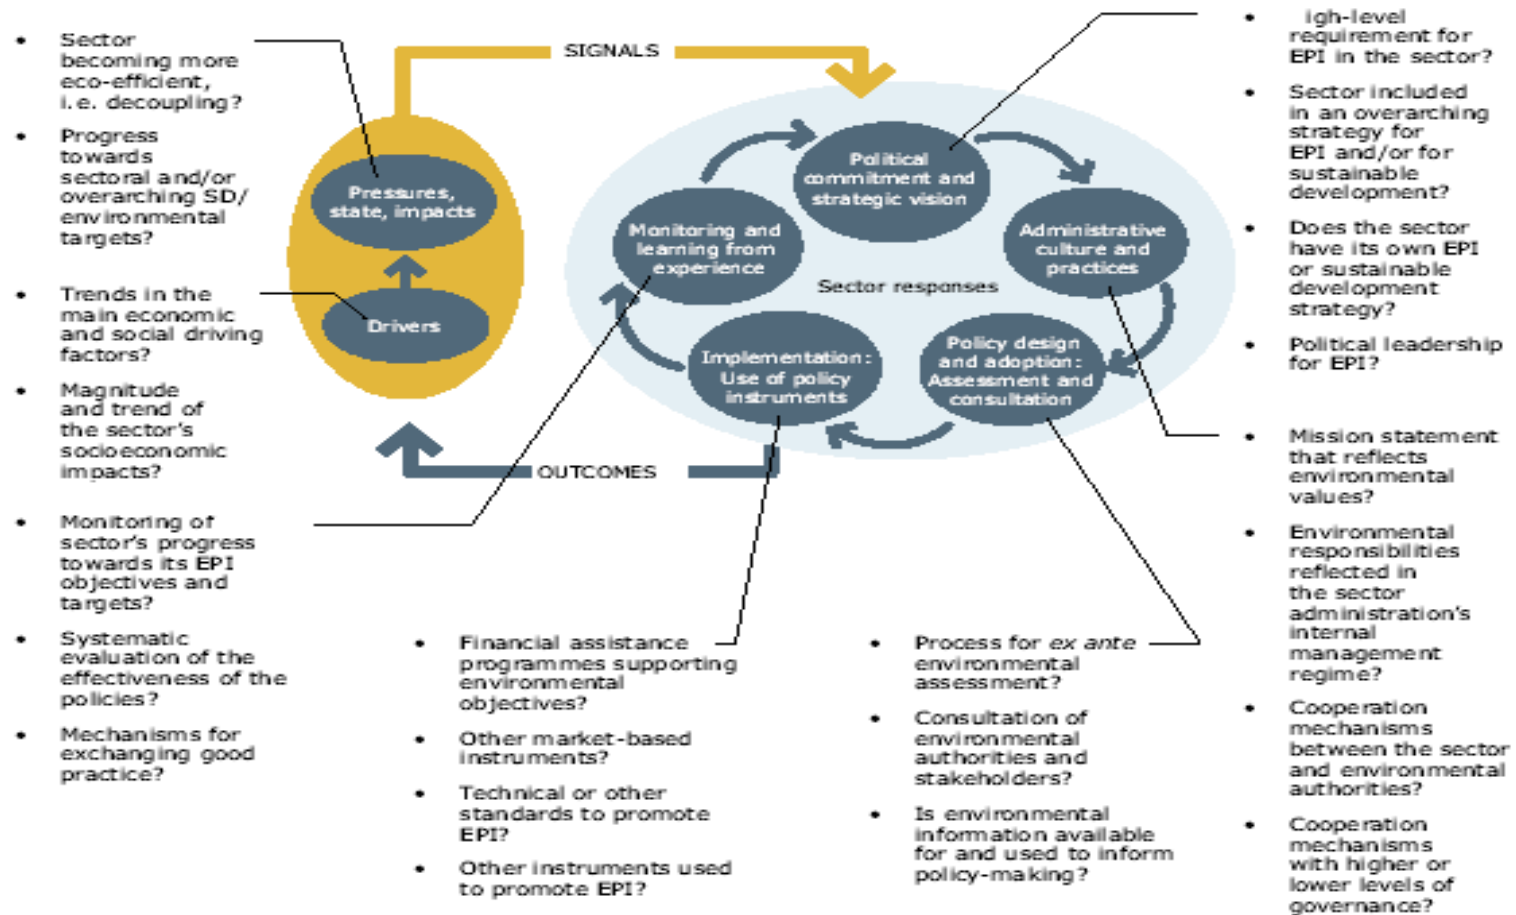 • Sector
becoming more
eco-efficient,
i.e. decoupling?
• Progress
towards
sectoral and/or
overarching SD/
environmental
targets?
• Trends in the
main economic
and social driving
factors?
• Magnitude
and trend of
the sector's
socioeconomic
impacts?
• Monitoring of
sector's progress
towards its EPI
objectives and
targets?
• Systematic
evaluation of the
effectiveness of the
policies?
• Mechanisms for
exchanging good
practice?
SIGNALS
Pressures,
state, impacts
Drivers
OUTCOMES
Political
commitment and
strategic vision
Administrative
culture and
practices
Policy design
and adoption:
Assessment and
consultation
Implementation:
Use of policy
instruments
Monitoring and
learning from
experience
Sector responses
• Financial assistance
programmes supporting
environmental
objectives?
• Other market-based
instruments?
• Technical or other
standards to promote
EPI?
• Other instruments used
to promote EPI?
• Process for ex ante
environmental
assessment?
• Consultation of
environmental
authorities and
stakeholders?
• Is environmental
information available
for and used to inform
policy-making?
• igh-level
requirement for
EPI in the sector?
• Sector included
in an overarching
strategy for
EPI and/or for
sustainable
development?
• Does the sector
have its own EPI
or sustainable
development
strategy?
• Political leadership
for EPI?
• Mission statement
that reflects
environmental
values?
• Environmental
responsibilities
reflected in
the sector
administration's
internal
management
regime?
• Cooperation
mechanisms
between the sector
and environmental
authorities?
• Cooperation
mechanisms
with higher or
lower levels of
governance?